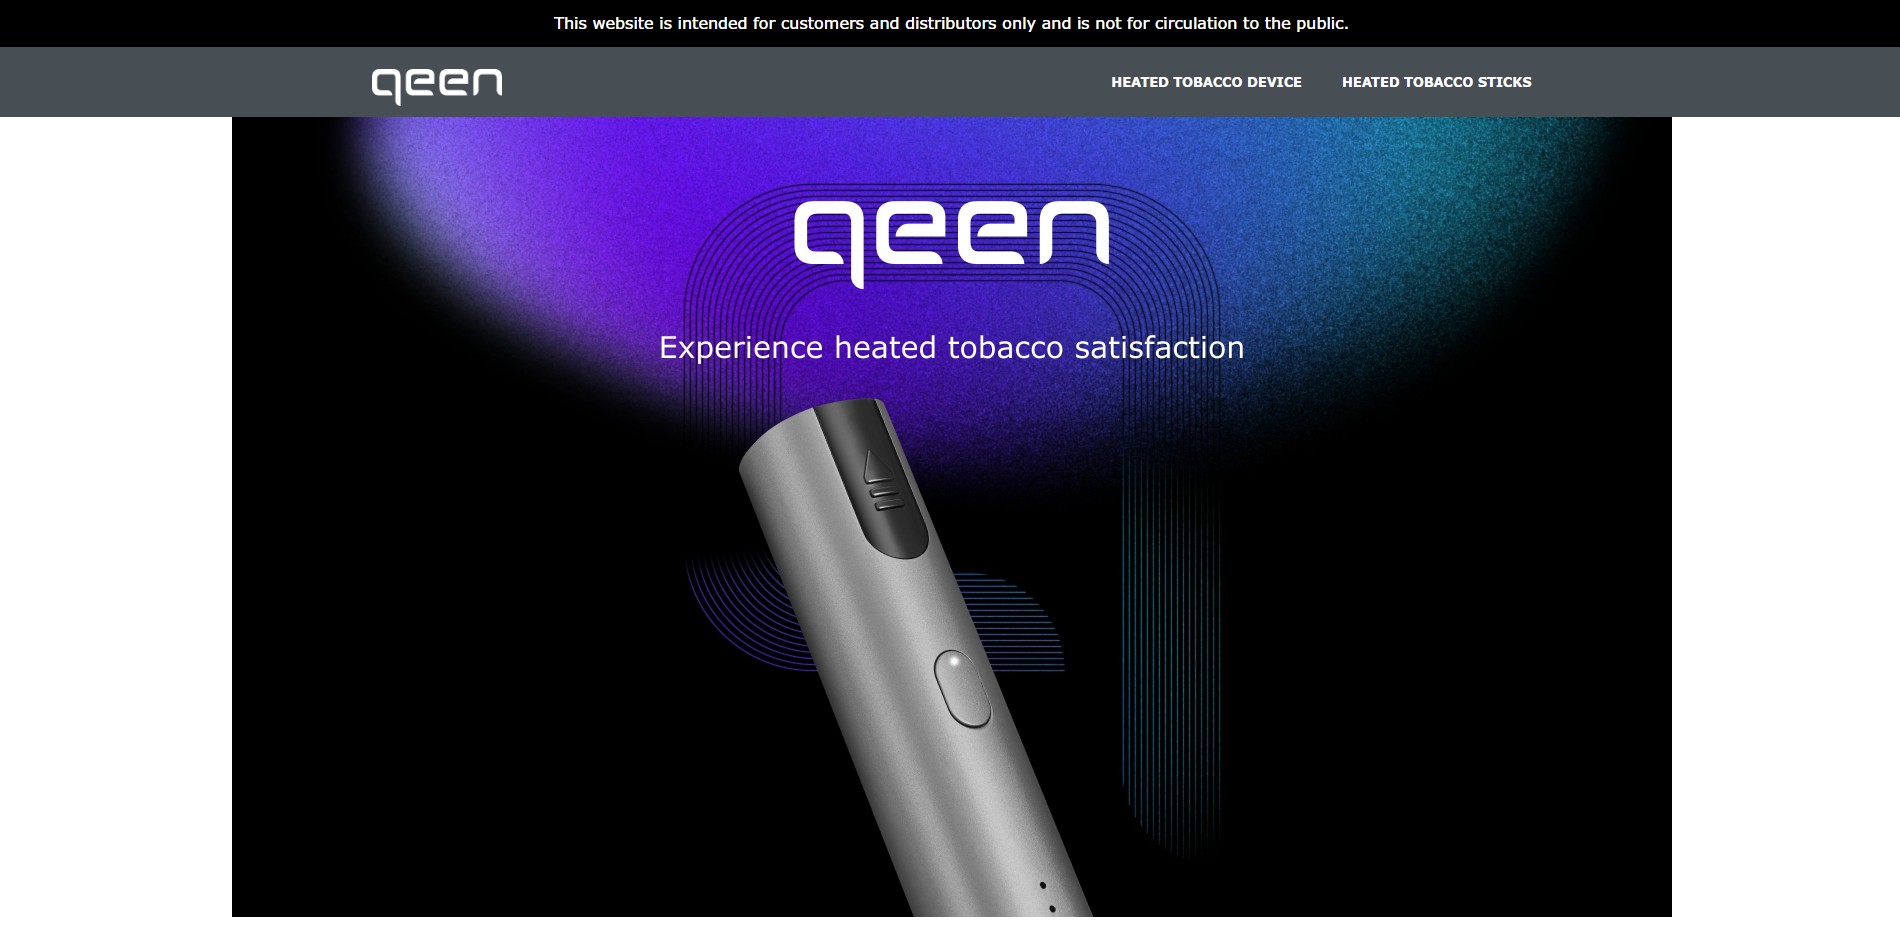 This website is intended for customers and distributors only and is not for circulation to the public.
qeen
HEATED TOBACCO DEVICE
HEATED TOBACCO STICKS
qeen
Experience heated tobacco satisfaction